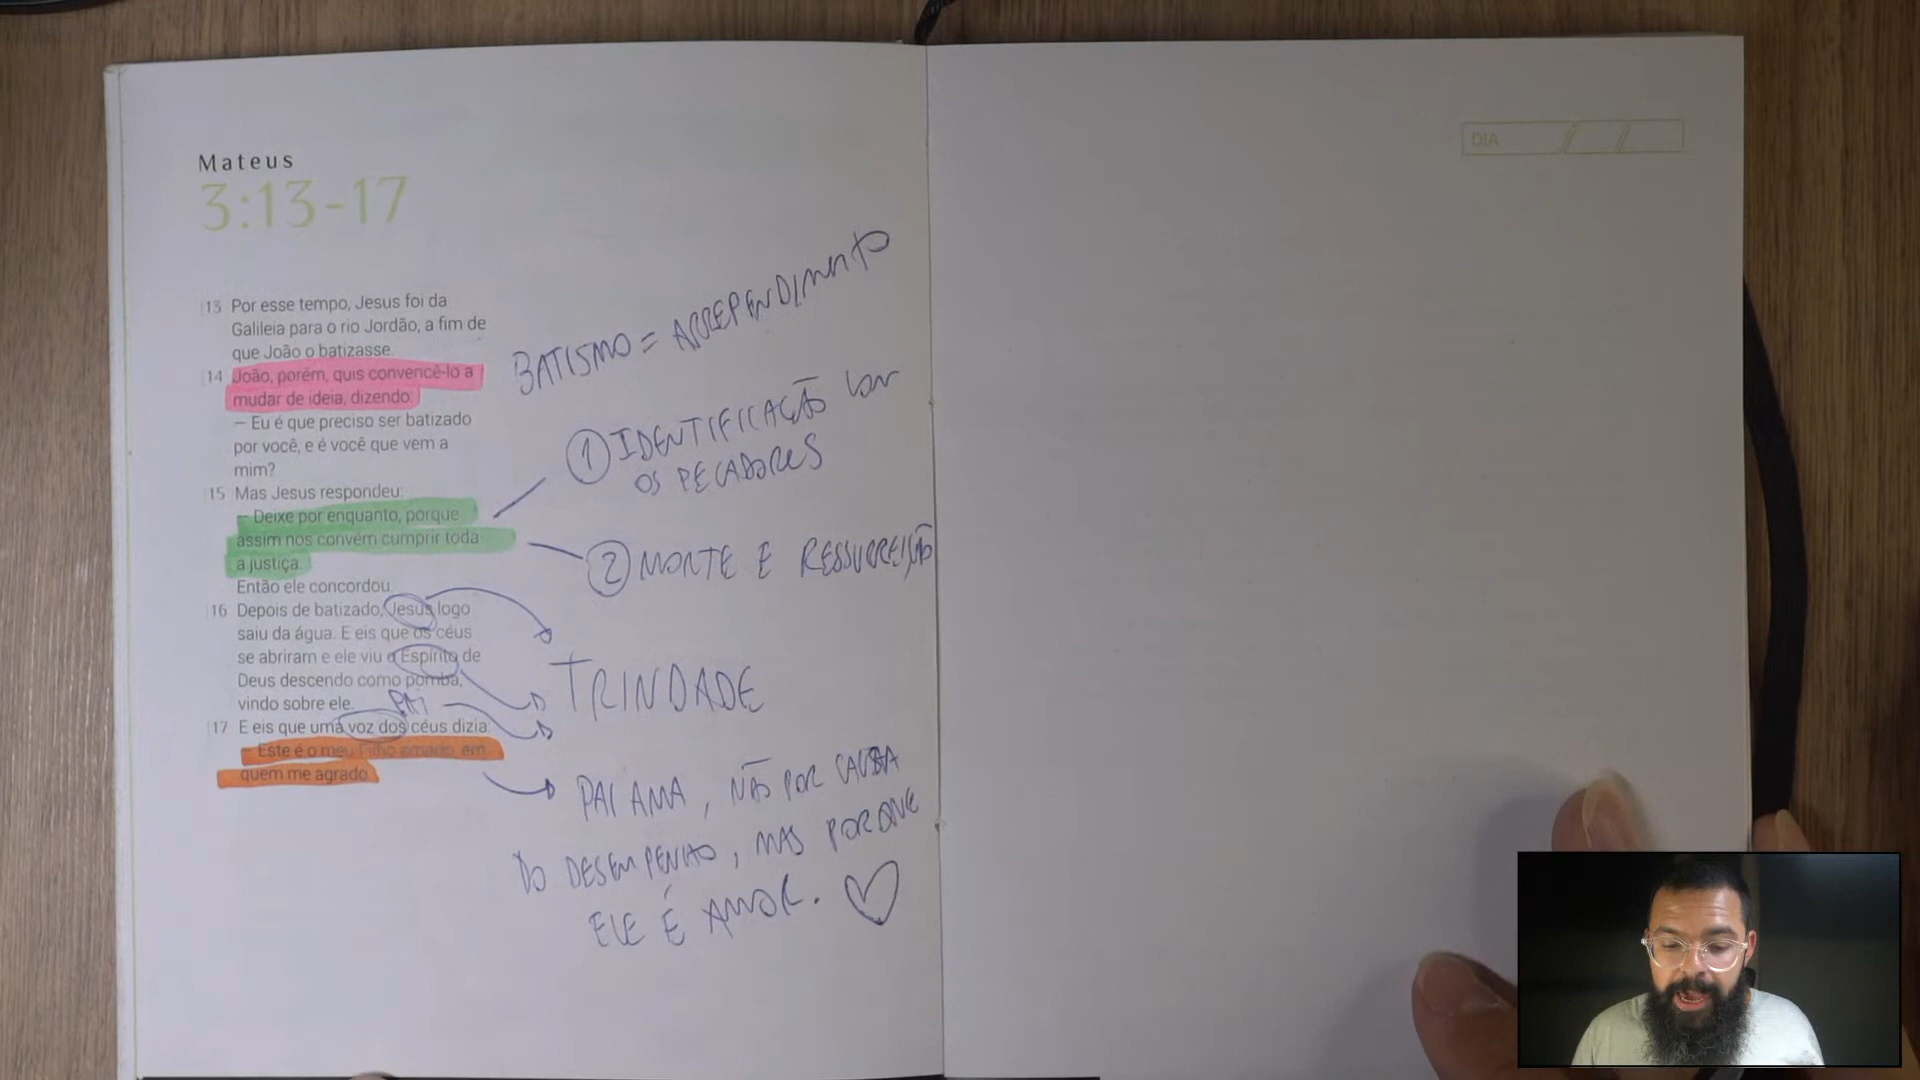 Mateus
3:13-17
13 Por esse tempo, Jesus foi da
Galileia para o rio Jordão, a fim de
que João o batizasse.
14 João, porém, quis convencê-lo a
mudar de ideia, dizendo:
– Eu é que preciso ser batizado
por você, e é você que vem a
mim?
15 Mas Jesus respondeu:
– Deixe por enquanto, porque
assim nos convém cumprir toda
a justiça.
Então ele concordou.
16 Depois de batizado, Jesus logo
saiu da água. E eis que os céus
se abriram e ele viu o Espírito de
Deus descendo como pomba,
vindo sobre ele.
PAI
17 E eis que uma voz dos céus dizia:
– Este é o meu Filho amado, em
quem me agrado.
BATISMO = ARREPENDIMENTO
1 IDENTIFICAÇÃO com
OS PECADORES
2 MORTE E RESSURREIÇÃO
TRINDADE
PAI AMA, NÃO POR CAUSA
DO DESEMPENHO, MAS PORQUE
ELE É AMOR.
DIA / /